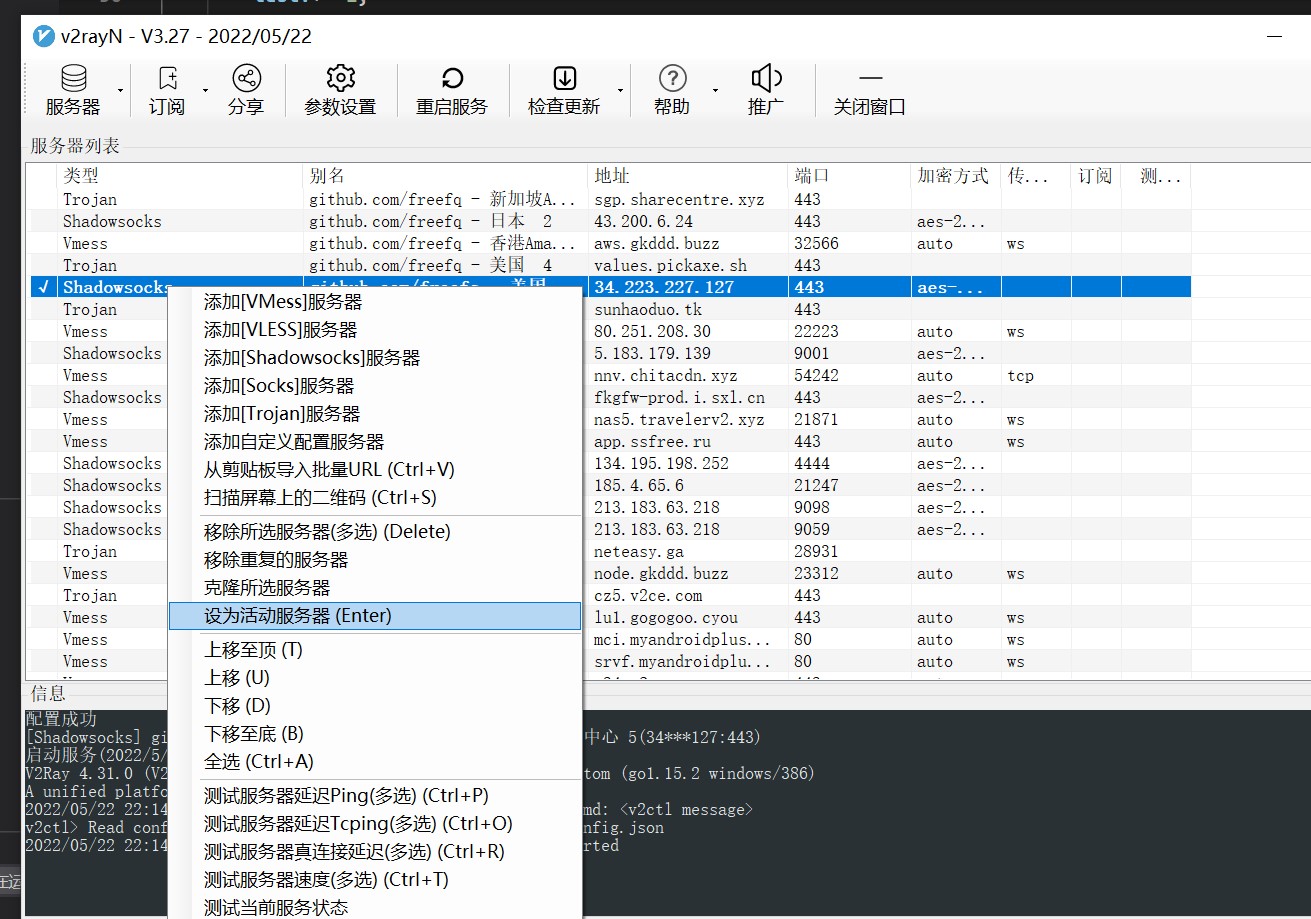 v2rayN - V3.27 - 2022/05/22
服务器 订阅 分享 参数设置 重启服务 检查更新 帮助 推广 关闭窗口
服务器列表
类型 别名 地址 端口 加密方式 传... 订阅 测...
Trojan github.com/freefq - 新加坡A... sgp.sharecentre.xyz 443
Shadowsocks github.com/freefq - 日本 2 43.200.6.24 443 aes-2...
Vmess github.com/freefq - 香港Ama... aws.gkddd.buzz 32566 auto ws
Trojan github.com/freefq - 美国 4 values.pickaxe.sh 443
√ Shadowsocks github.com/freefq - 美国 34.223.227.127 443 aes-...
Trojan sunhaoduo.tk 443
Vmess 80.251.208.30 22223 auto ws
Shadowsocks 5.183.179.139 9001 aes-2...
Vmess nnv.chitacdn.xyz 54242 auto tcp
Shadowsocks fkgfw-prod.i.sxl.cn 443 aes-2...
Vmess nas5.travelerv2.xyz 21871 auto ws
Vmess app.ssfree.ru 443 auto ws
Shadowsocks 134.195.198.252 4444 aes-2...
Shadowsocks 185.4.65.6 21247 aes-2...
Shadowsocks 213.183.63.218 9098 aes-2...
Shadowsocks 213.183.63.218 9059 aes-2...
Trojan neteasy.ga 28931
Vmess node.gkddd.buzz 23312 auto ws
Trojan cz5.v2ce.com 443
Vmess lu1.gogogoo.cyou 443 auto ws
Vmess mci.myandroidplus... 80 auto ws
Vmess srvf.myandroidplu... 80 auto ws
添加[VMess]服务器
添加[VLESS]服务器
添加[Shadowsocks]服务器
添加[Socks]服务器
添加[Trojan]服务器
添加自定义配置服务器
从剪贴板导入批量URL (Ctrl+V)
扫描屏幕上的二维码 (Ctrl+S)
移除所选服务器(多选) (Delete)
移除重复的服务器
克隆所选服务器
设为活动服务器 (Enter)
上移至顶 (T)
上移 (U)
下移 (D)
下移至底 (B)
全选 (Ctrl+A)
测试服务器延迟Ping(多选) (Ctrl+P)
测试服务器延迟Tcping(多选) (Ctrl+O)
测试服务器真连接延迟(多选) (Ctrl+R)
测试服务器速度(多选) (Ctrl+T)
测试当前服务状态
信息
配置成功
[Shadowsocks] gi 中心 5(34***127:443)
启动服务(2022/5/
V2Ray 4.31.0 (V2 tom (go1.15.2 windows/386)
A unified platfo
2022/05/22 22:14 md: <v2ctl message>
v2ctl> Read conf nfig.json
2022/05/22 22:14 rted